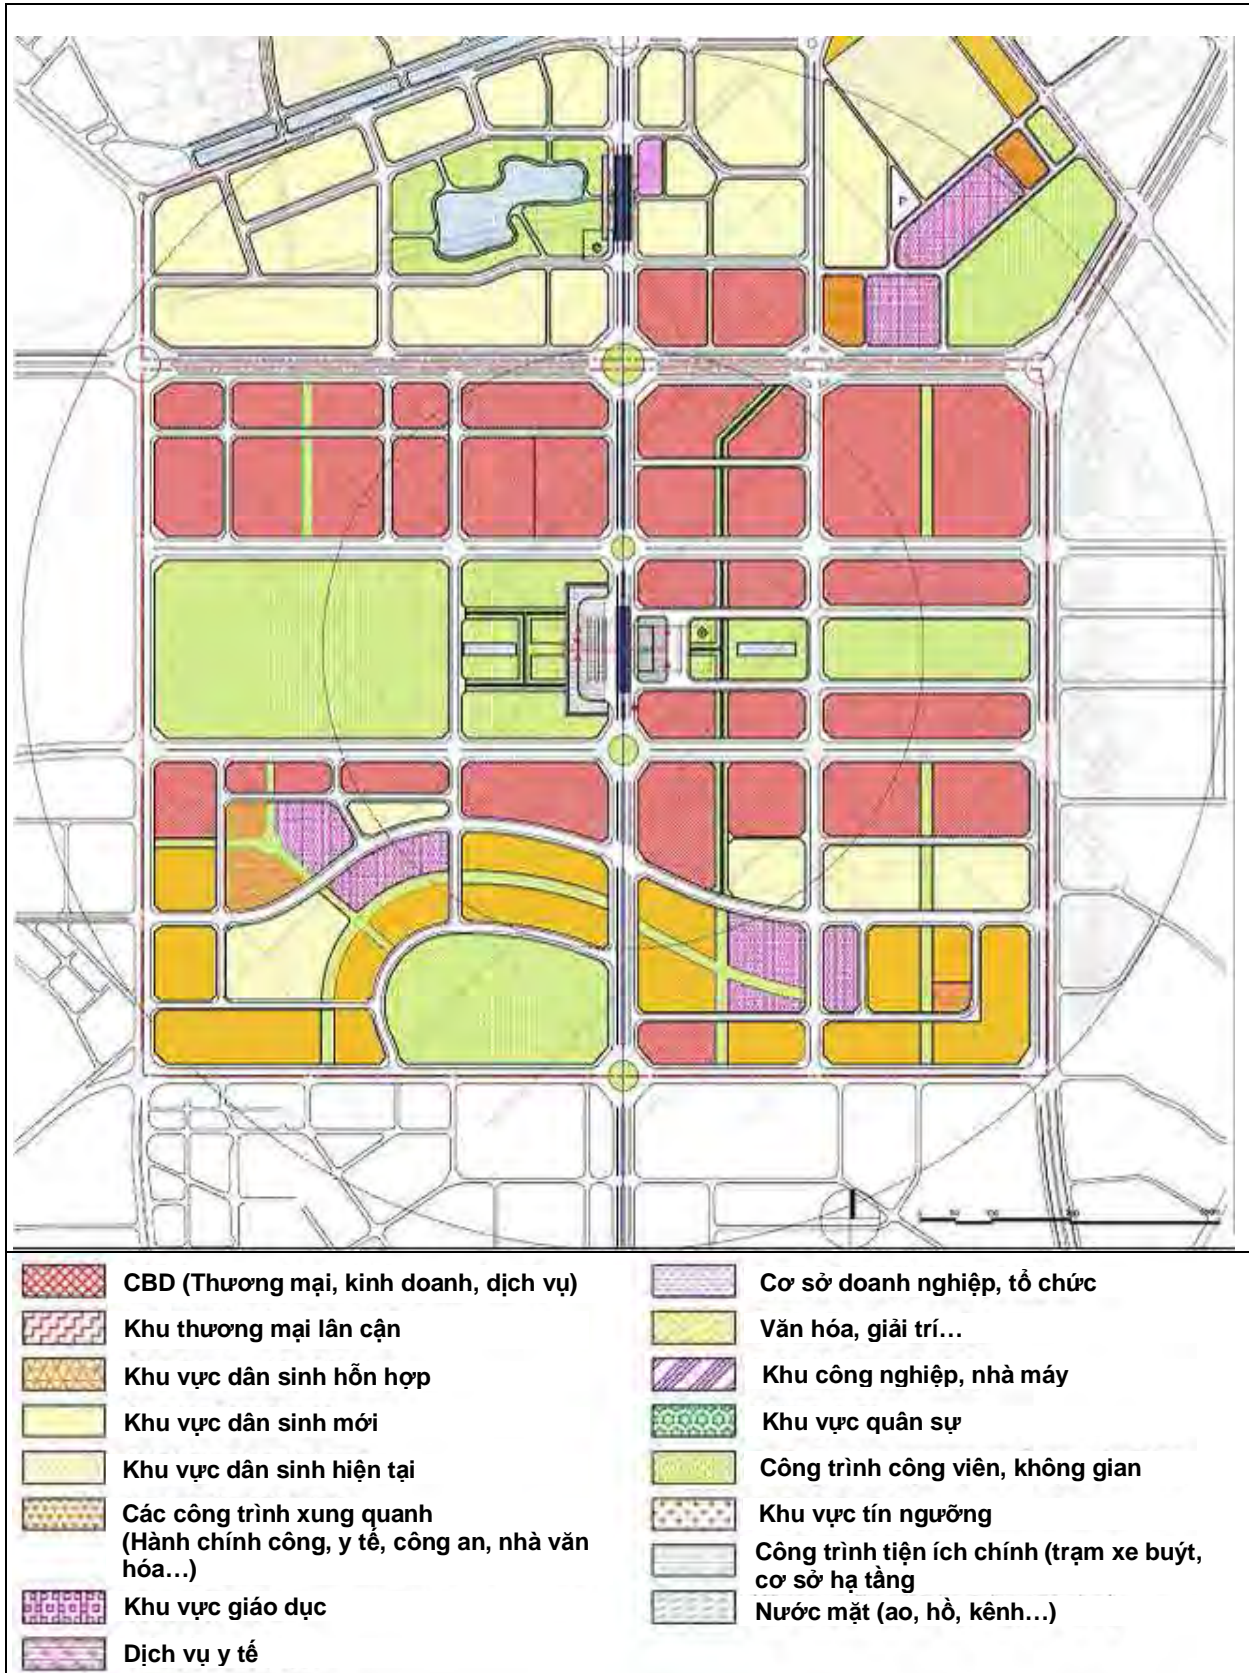 P
CBD (Thương mại, kinh doanh, dịch vụ)
Khu thương mại lân cận
Khu vực dân sinh hỗn hợp
Khu vực dân sinh mới
Khu vực dân sinh hiện tại
Các công trình xung quanh
(Hành chính công, y tế, công an, nhà văn
hóa…)
Khu vực giáo dục
Dịch vụ y tế
Cơ sở doanh nghiệp, tổ chức
Văn hóa, giải trí…
Khu công nghiệp, nhà máy
Khu vực quân sự
Công trình công viên, không gian
Khu vực tín ngưỡng
Công trình tiện ích chính (trạm xe buýt,
cơ sở hạ tầng
Nước mặt (ao, hồ, kênh…)